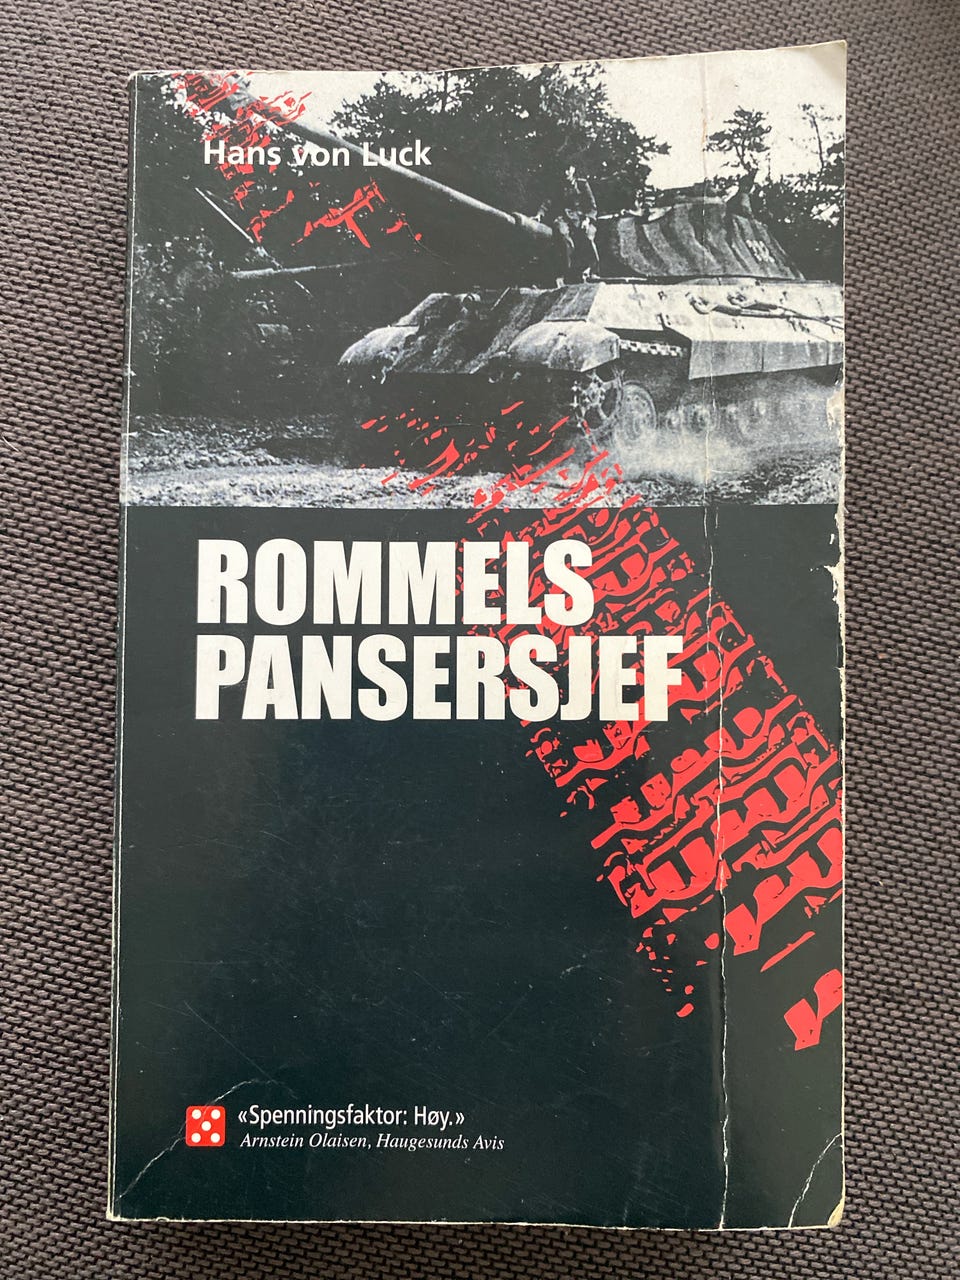 Hans von Luck
ROMMELS
PANSERSJEF
«Spenningsfaktor: Høy.»
Arnstein Olaisen, Haugesunds Avis